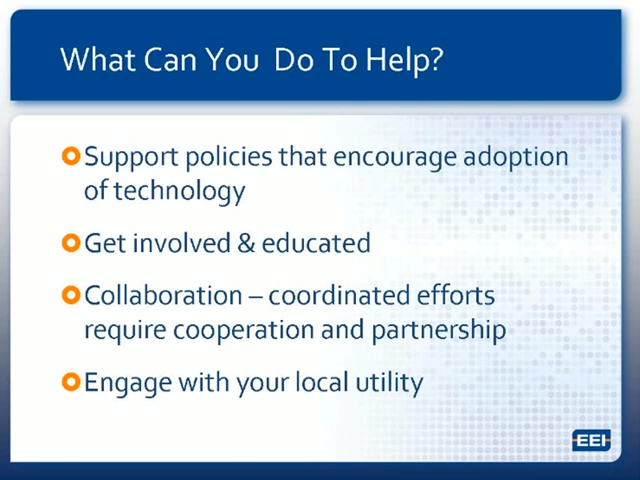 What Can You  Do To Help?
Support policies that encourage adoption
of technology
Get involved & educated
Collaboration – coordinated efforts
require cooperation and partnership
Engage with your local utility
EEI